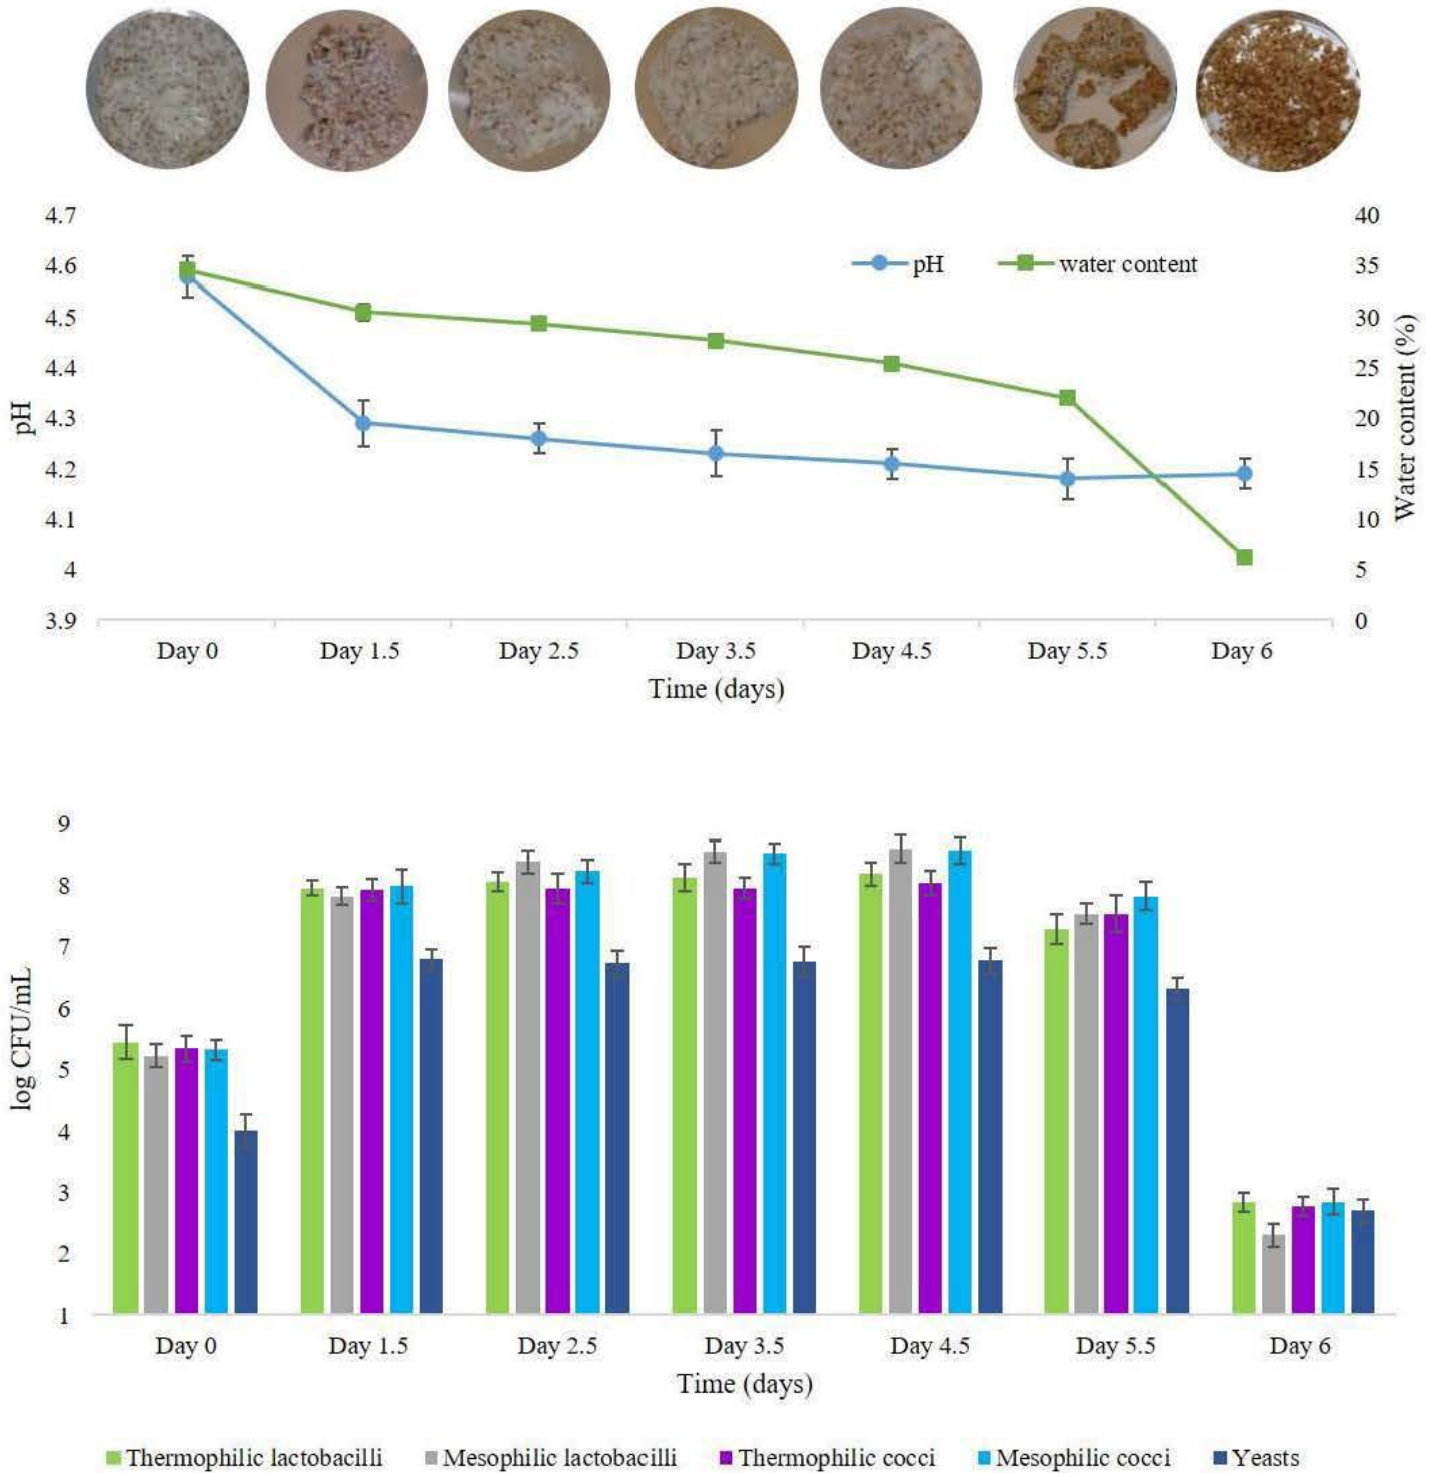 4.7 40
4.6 35
pH water content
4.5 30
4.4 25
4.3 20
4.2 15
4.1 10
4 5
3.9 0
pH
Water content (%)
Day 0 Day 1.5 Day 2.5 Day 3.5 Day 4.5 Day 5.5 Day 6
Time (days)
9
8
7
6
5
4
3
2
1
log CFU/mL
Day 0 Day 1.5 Day 2.5 Day 3.5 Day 4.5 Day 5.5 Day 6
Time (days)
Thermophilic lactobacilli Mesophilic lactobacilli Thermophilic cocci Mesophilic cocci Yeasts